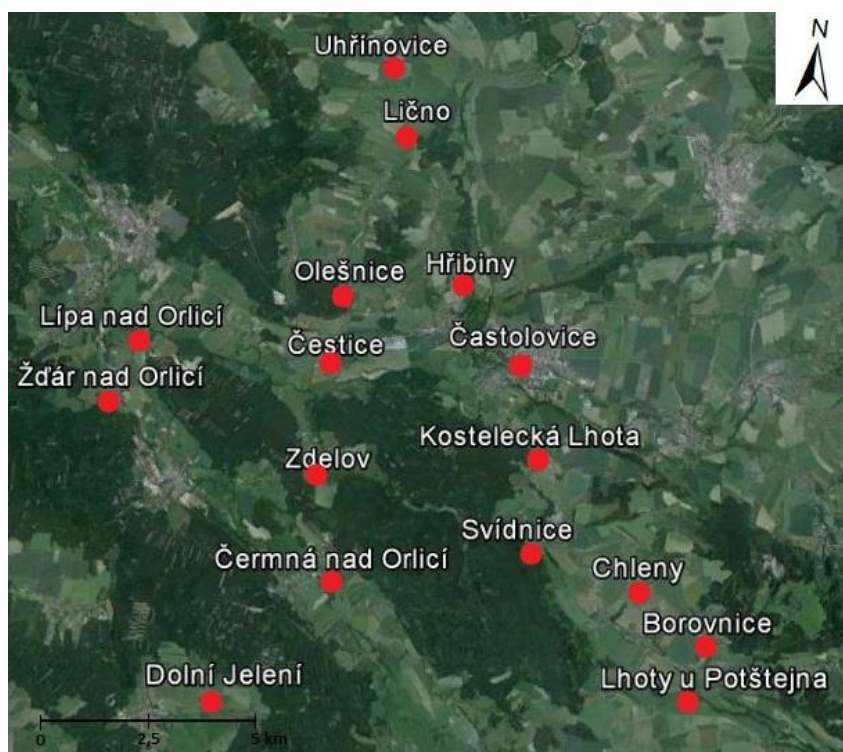 N
Uhřínovice
Lično
Olešnice
Hřibiny
Lípa nad Orlicí
Čestice
Častolovice
Žďár nad Orlicí
Kostelecká Lhota
Zdelov
Svídnice
Čermná nad Orlicí
Chleny
Borovnice
Dolní Jelení
Lhoty u Potštejna
0 2,5 5 km